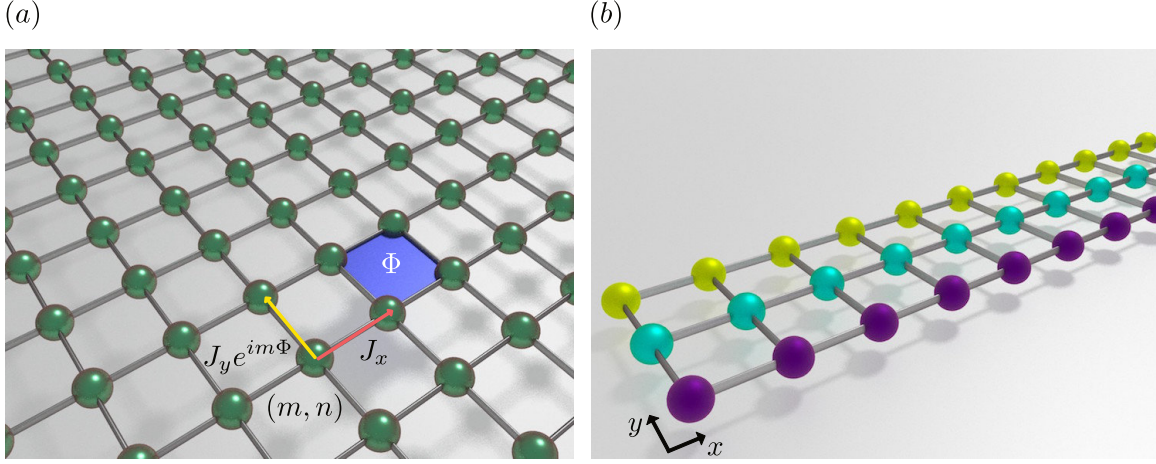 (a)
(b)
Φ
J_y e^{imΦ}
J_x
(m, n)
y
x